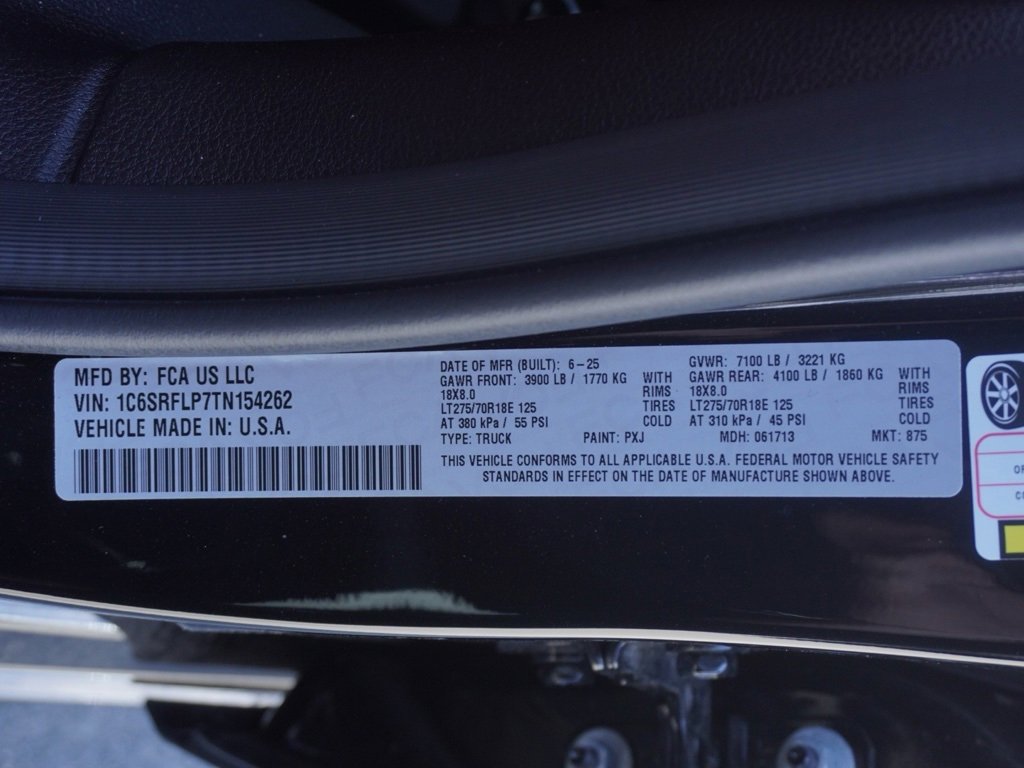 MFD BY: FCA US LLC
VIN: 1C6SRFLP7TN154262
VEHICLE MADE IN: U.S.A.
DATE OF MFR (BUILT): 6-25
GAWR FRONT: 3900 LB / 1770 KG WITH
18X8.0 RIMS
LT275/70R18E 125 TIRES
AT 380 kPa / 55 PSI COLD
GVWR: 7100 LB / 3221 KG
GAWR REAR: 4100 LB / 1860 KG WITH
18X8.0 RIMS
LT275/70R18E 125 TIRES
AT 310 kPa / 45 PSI COLD
TYPE: TRUCK PAINT: PXJ MDH: 061713 MKT: 875
THIS VEHICLE CONFORMS TO ALL APPLICABLE U.S.A. FEDERAL MOTOR VEHICLE SAFETY
STANDARDS IN EFFECT ON THE DATE OF MANUFACTURE SHOWN ABOVE.